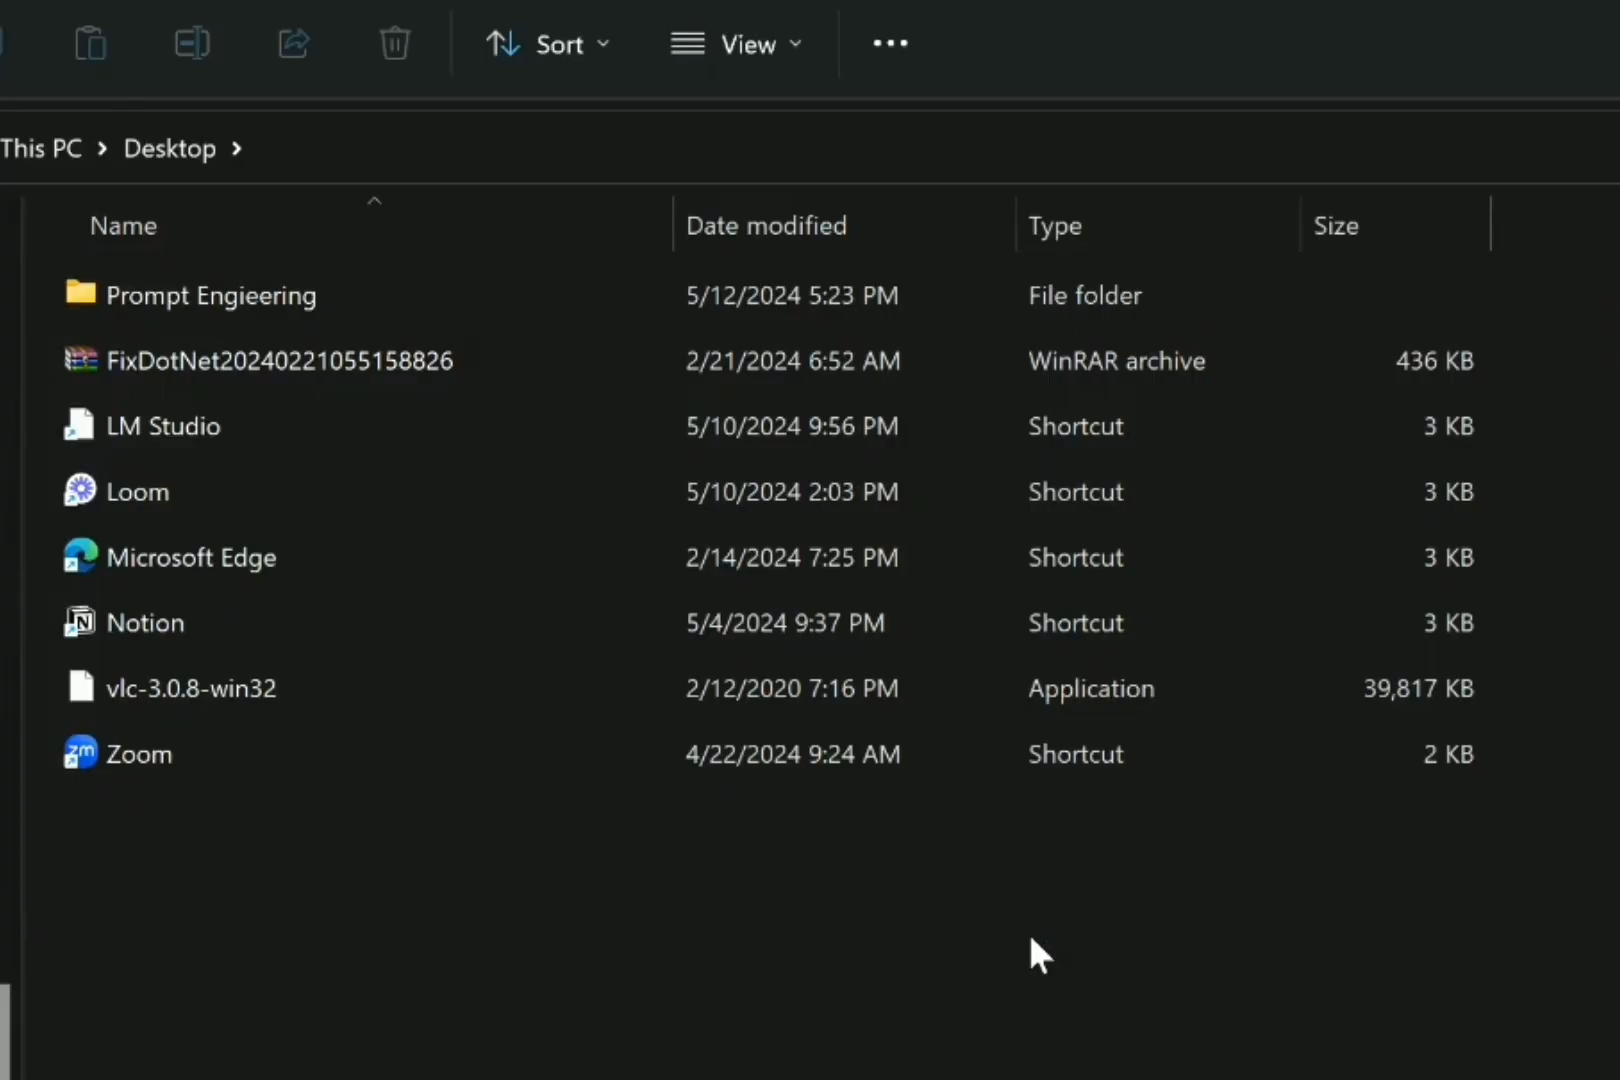 Sort View
This PC Desktop
Name Date modified Type Size
Prompt Engieering 5/12/2024 5:23 PM File folder
FixDotNet20240221055158826 2/21/2024 6:52 AM WinRAR archive 436 KB
LM Studio 5/10/2024 9:56 PM Shortcut 3 KB
Loom 5/10/2024 2:03 PM Shortcut 3 KB
Microsoft Edge 2/14/2024 7:25 PM Shortcut 3 KB
N Notion 5/4/2024 9:37 PM Shortcut 3 KB
vlc-3.0.8-win32 2/12/2020 7:16 PM Application 39,817 KB
zm Zoom 4/22/2024 9:24 AM Shortcut 2 KB